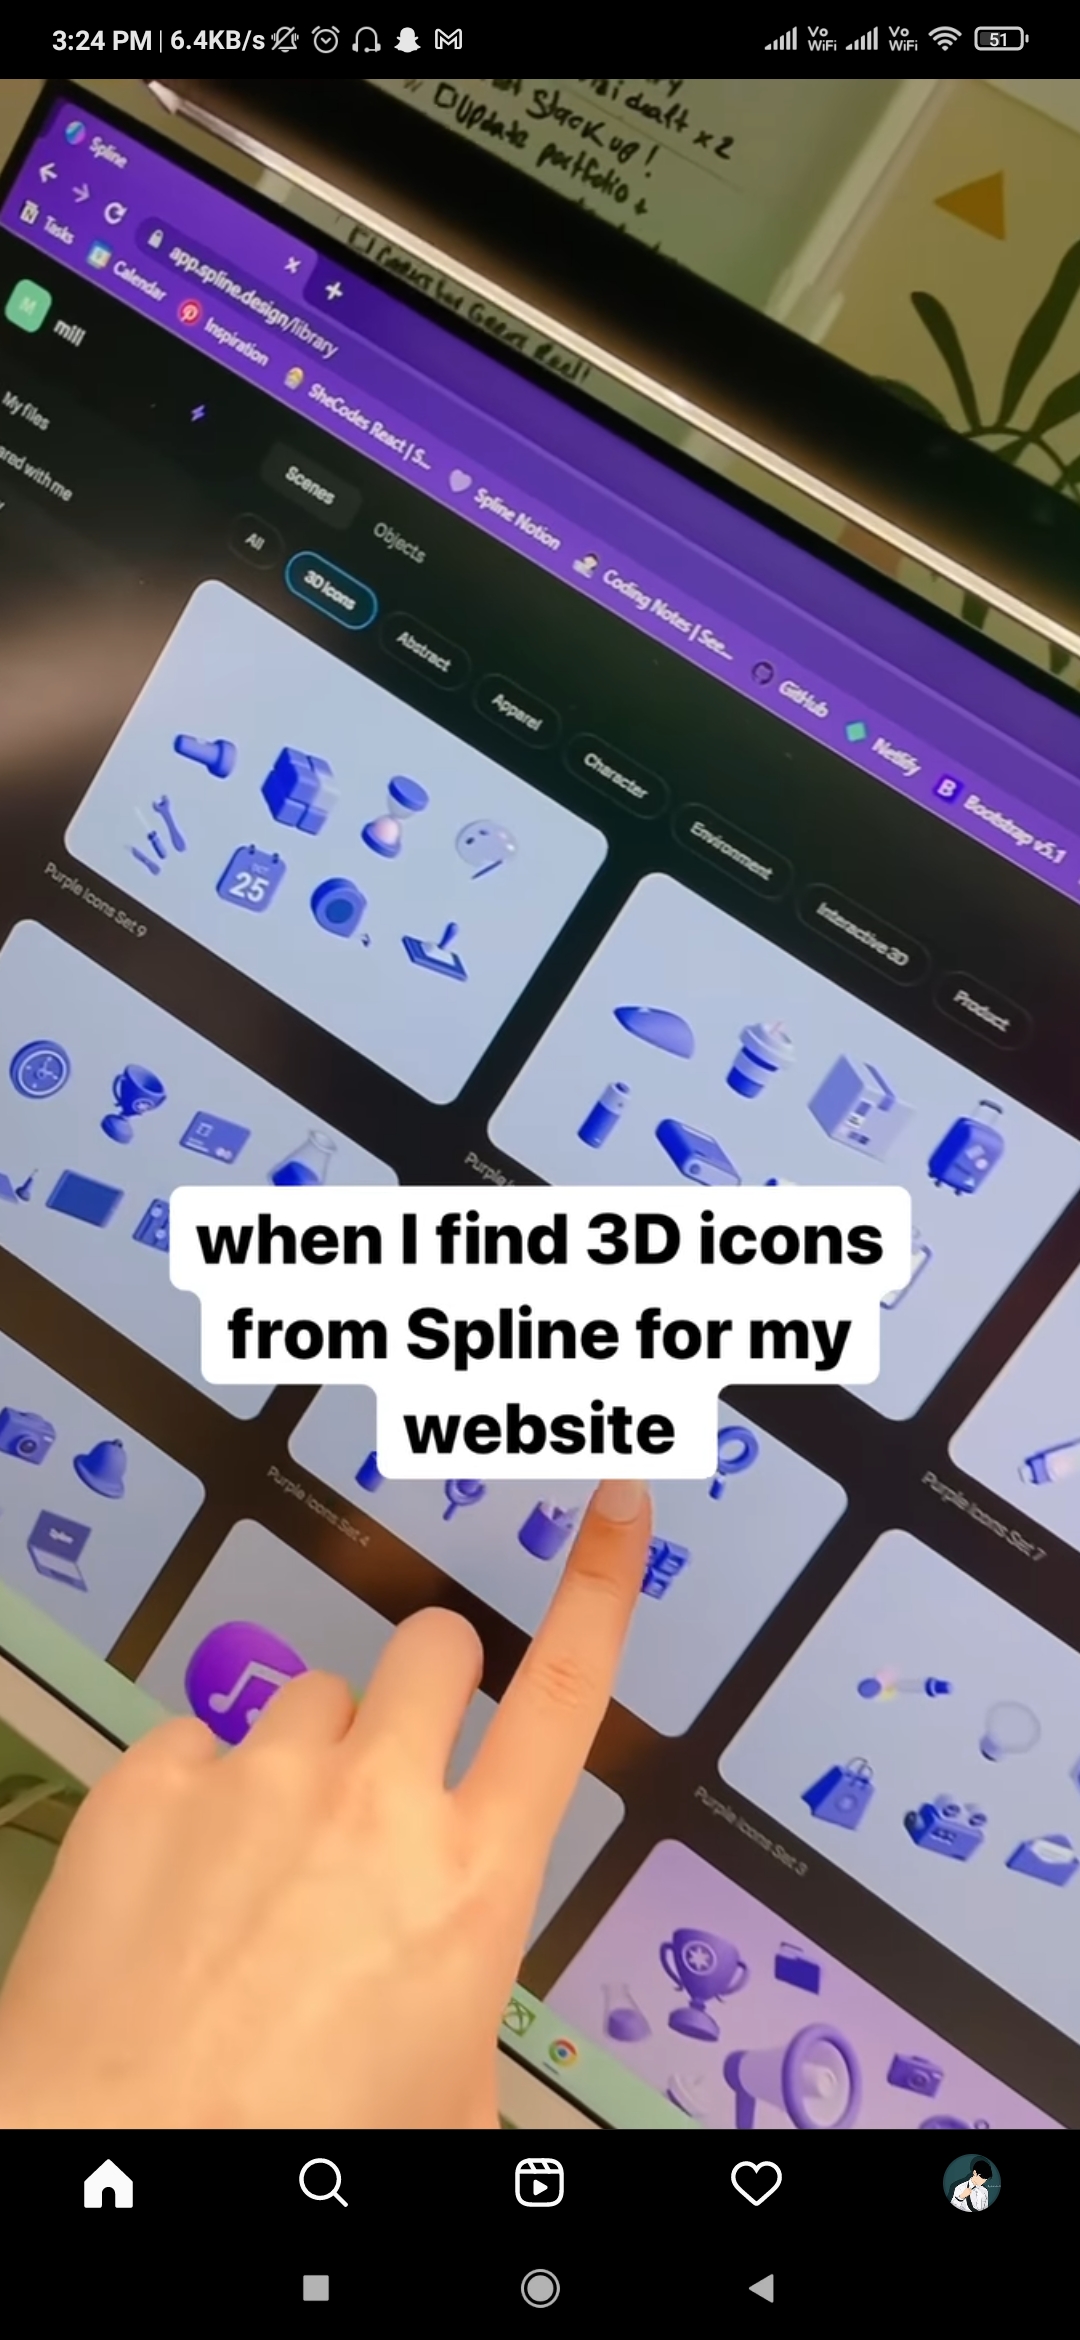 3:24 PM | 6.4KB/s
Vo WiFi
Vo WiFi
51
draft x2
Stack up!
Update portfolio +
Spline
app.spline.design/library
Tasks
Calendar
Inspiration
SheCodes React | S...
Spline Notion
Coding Notes | See...
GitHub
Netlify
B
Bootstrap v5.1
M
mill
My files
ared with me
Scenes
Objects
All
3D Icons
Abstract
Apparel
Character
Environment
Interactive 3D
Product
25
Purple Icons Set 9
Purple
when I find 3D icons
from Spline for my
website
Purple Icons Set 4
Purple Icons Set 7
Purple Icons Set 3